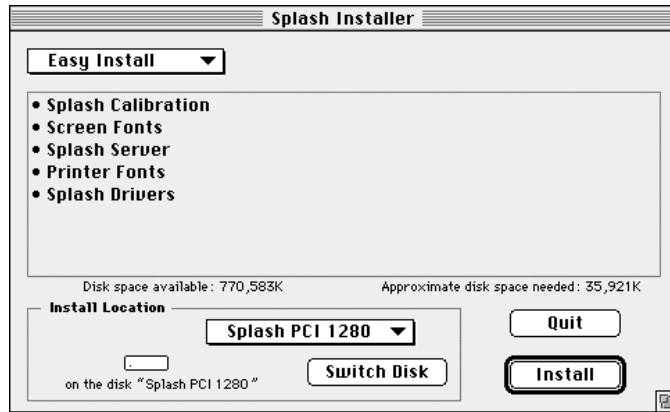 Splash Installer
Easy Install
• Splash Calibration
• Screen Fonts
• Splash Server
• Printer Fonts
• Splash Drivers
Disk space available: 770,583K Approximate disk space needed: 35,921K
Install Location
Splash PCI 1280
Quit
on the disk “Splash PCI 1280”
Switch Disk
Install